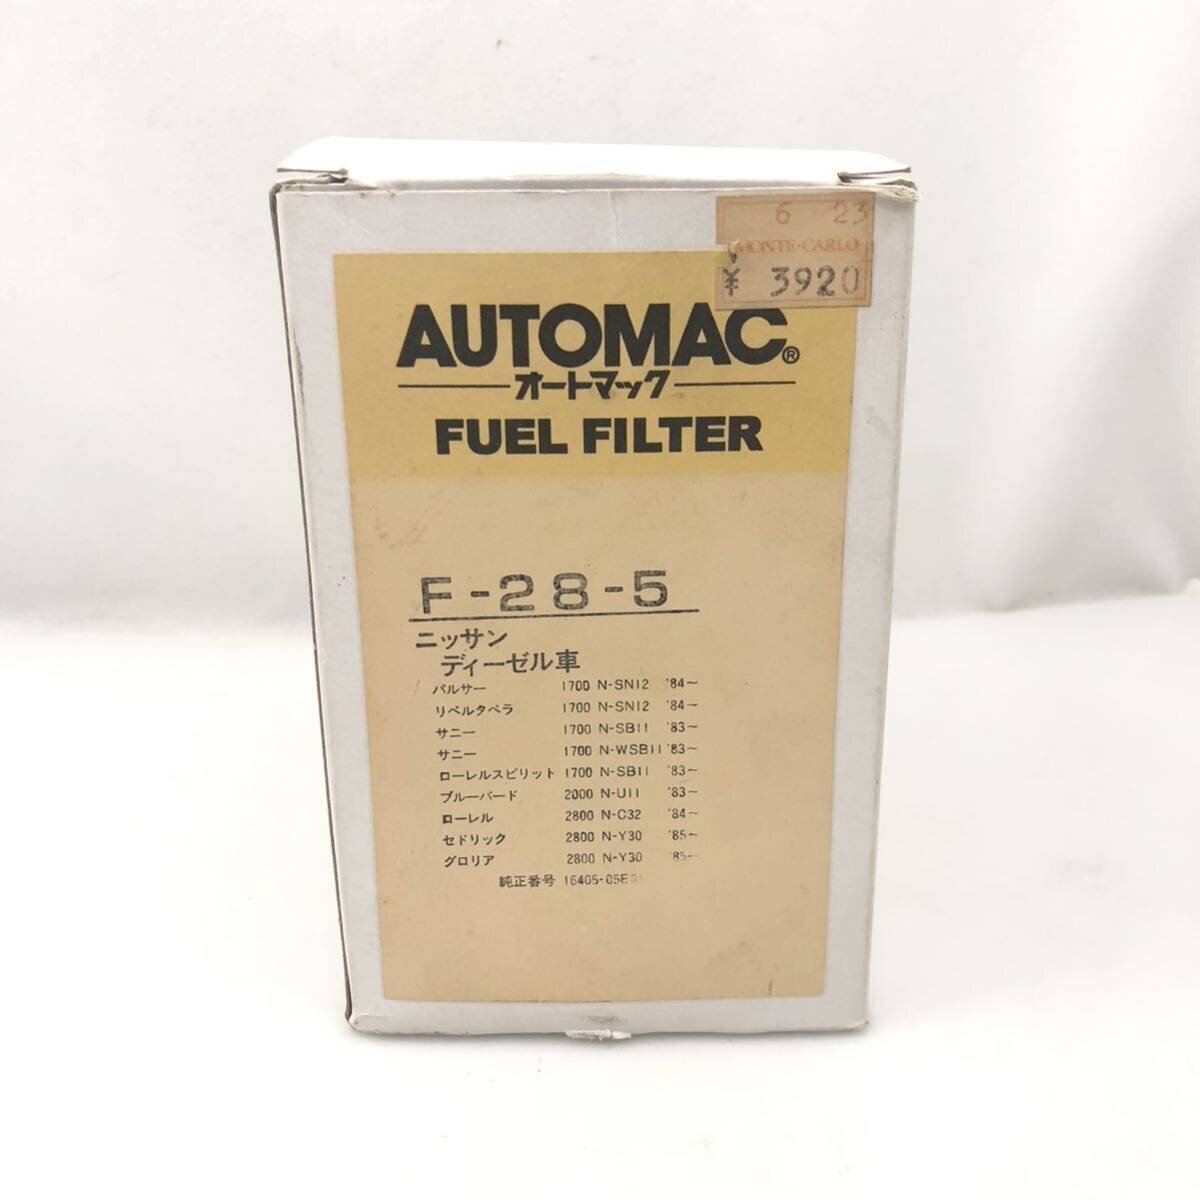 6 23
MONTE-CARLO
¥ 3920
AUTOMAC®
オートマック
FUEL FILTER
F-28-5
ニッサン
ディーゼル車
パルサー 1700 N-SN12 '84~
リベルタベラ 1700 N-SN12 '84~
サニー 1700 N-SB11 '83~
サニー 1700 N-WSB11 '83~
ローレルスピリット 1700 N-SB11 '83~
ブルーバード 2000 N-U11 '83~
ローレル 2800 N-C32 '84~
セドリック 2800 N-Y30 '85~
グロリア 2800 N-Y30 '85~
純正番号